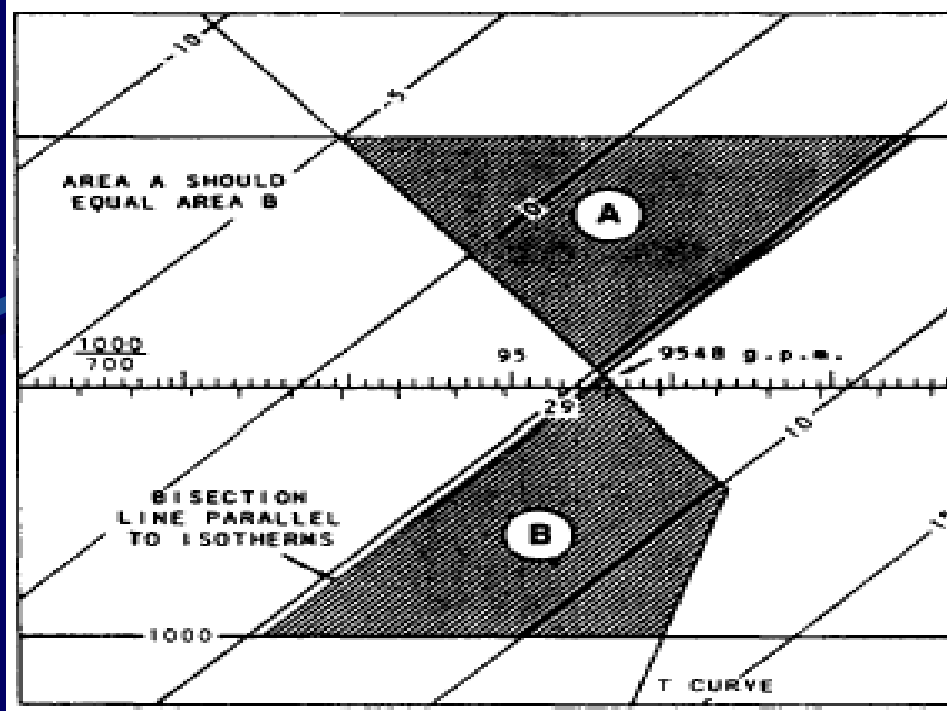 -10
-5
AREA A SHOULD
EQUAL AREA B
0
A
1000
700
95
9548 g.p.m.
29
10
BISECTION
LINE PARALLEL
TO ISOTHERMS
B
1000
T CURVE